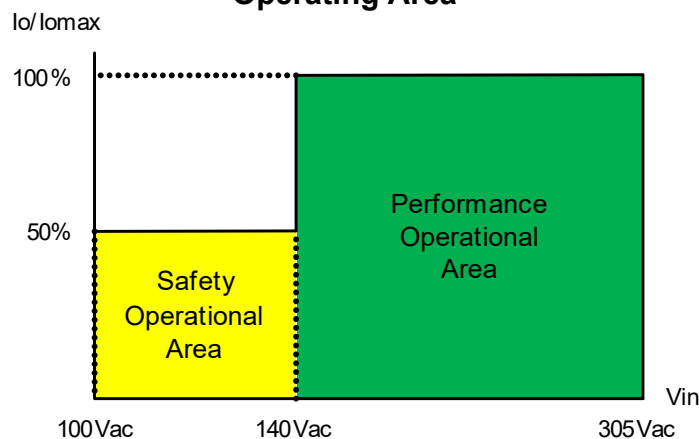 Operating Area
Io/Iomax
100%
50%
Performance
Operational
Area
Safety
Operational
Area
Vin
100Vac
140Vac
305Vac